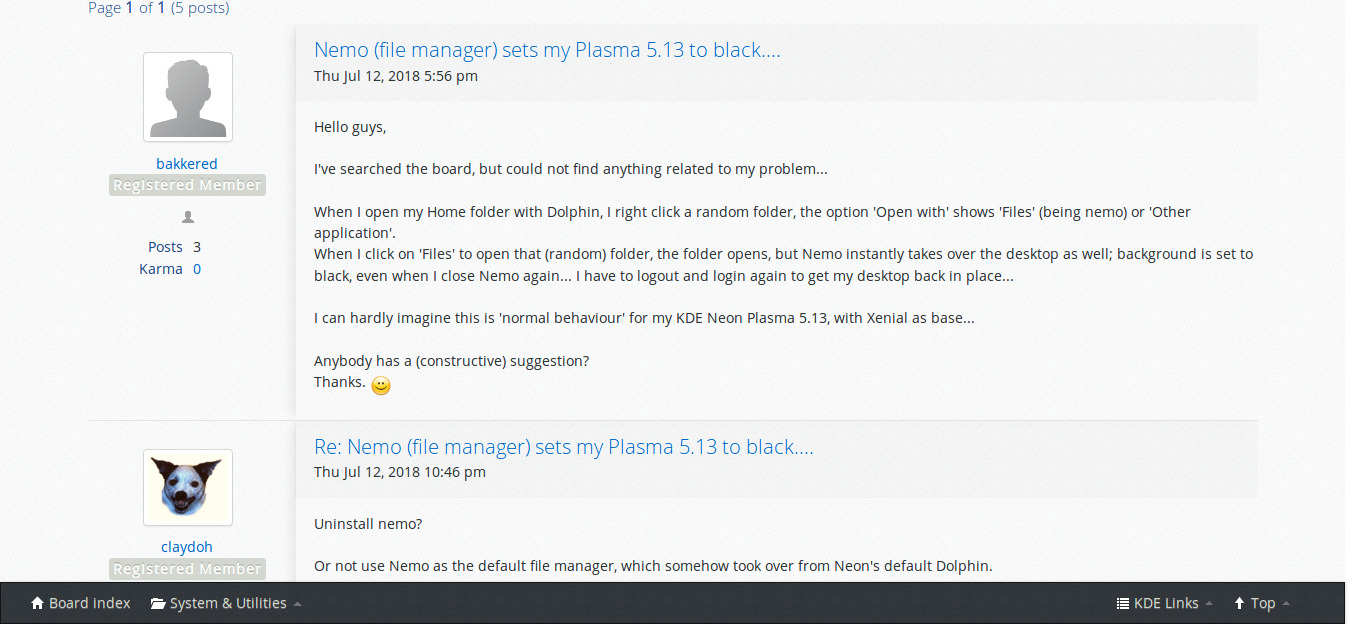 Page 1 of 1 (5 posts)
Nemo (file manager) sets my Plasma 5.13 to black....
Thu Jul 12, 2018 5:56 pm
bakkered
Registered Member
Posts 3
Karma 0
Hello guys,
I've searched the board, but could not find anything related to my problem...
When I open my Home folder with Dolphin, I right click a random folder, the option 'Open with' shows 'Files' (being nemo) or 'Other
application'.
When I click on 'Files' to open that (random) folder, the folder opens, but Nemo instantly takes over the desktop as well; background is set to
black, even when I close Nemo again... I have to logout and login again to get my desktop back in place...
I can hardly imagine this is 'normal behaviour' for my KDE Neon Plasma 5.13, with Xenial as base...
Anybody has a (constructive) suggestion?
Thanks.
Re: Nemo (file manager) sets my Plasma 5.13 to black....
Thu Jul 12, 2018 10:46 pm
claydoh
Registered Member
Uninstall nemo?
Or not use Nemo as the default file manager, which somehow took over from Neon's default Dolphin.
Board index System & Utilities KDE Links Top